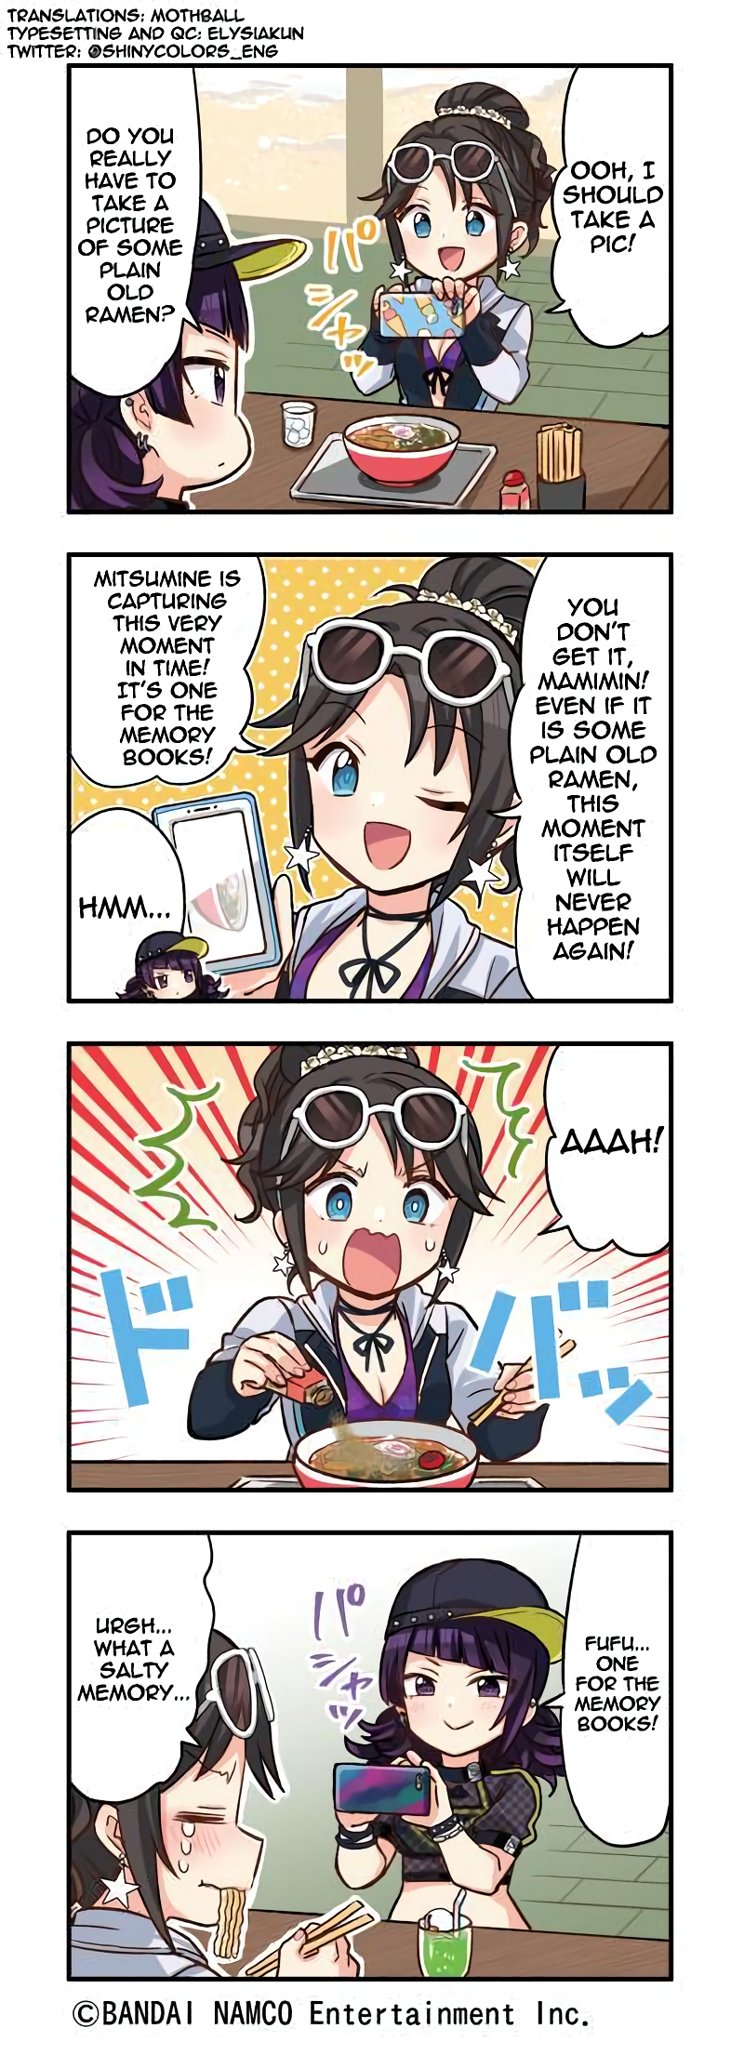 TRANSLATIONS: MOTHBALL
TYPESETTING AND QC: ELYSIAKUN
TWITTER: @SHINYCOLORS_ENG
OOH, I
SHOULD
TAKE A
PIC!
パシャッ
DO YOU
REALLY
HAVE TO
TAKE A
PICTURE
OF SOME
PLAIN
OLD
RAMEN?
YOU
DON'T
GET IT,
MAMIMIN!
EVEN IF IT
IS SOME
PLAIN OLD
RAMEN,
THIS
MOMENT
ITSELF
WILL
NEVER
HAPPEN
AGAIN!
MITSUMINE IS
CAPTURING
THIS VERY
MOMENT
IN TIME!
IT'S ONE
FOR THE
MEMORY
BOOKS!
HMM...
AAAH!
ドバッ
FUFU...
ONE
FOR THE
MEMORY
BOOKS!
パシャッ
URGH...
WHAT A
SALTY
MEMORY...
©BANDAI NAMCO Entertainment Inc.